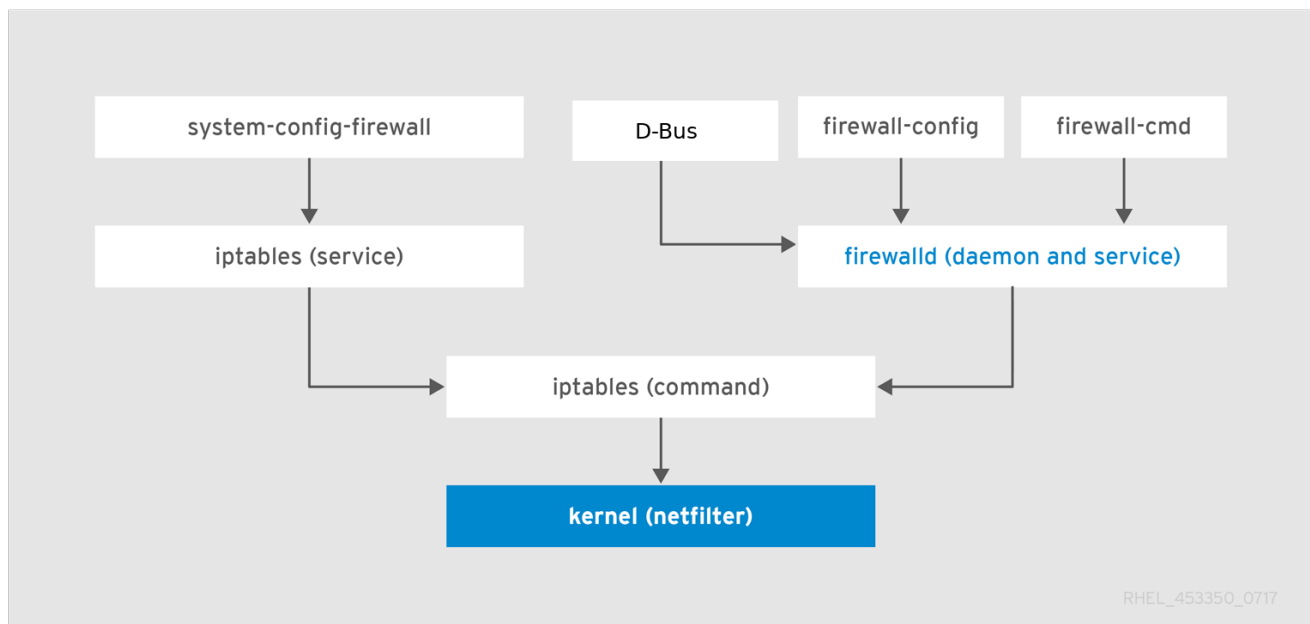 system-config-firewall
D-Bus
firewall-config
firewall-cmd
iptables (service)
firewalld (daemon and service)
iptables (command)
kernel (netfilter)
RHEL_453350_0717